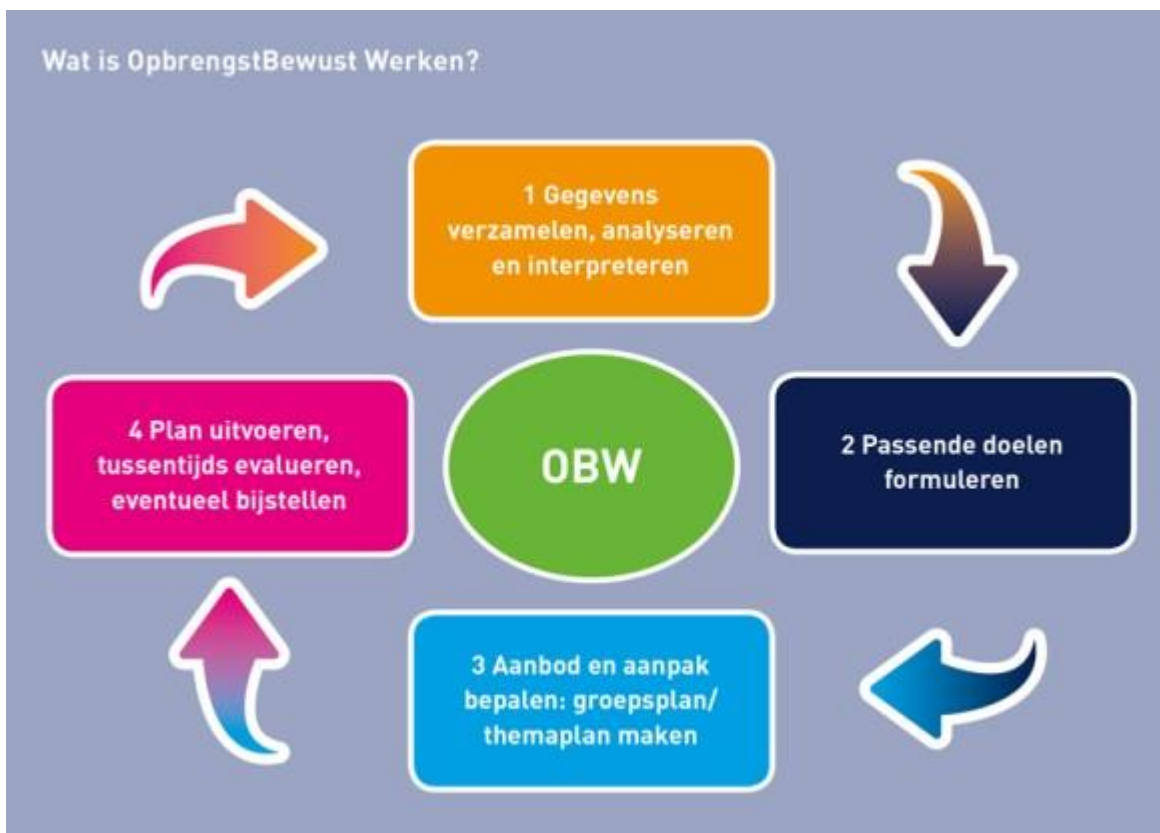 Wat is OpbrengstBewust Werken?
1 Gegevens
verzamelen, analyseren
en interpreteren
2 Passende doelen
formuleren
3 Aanbod en aanpak
bepalen: groepsplan/
themaplan maken
4 Plan uitvoeren,
tussentijds evalueren,
eventueel bijstellen
OBW